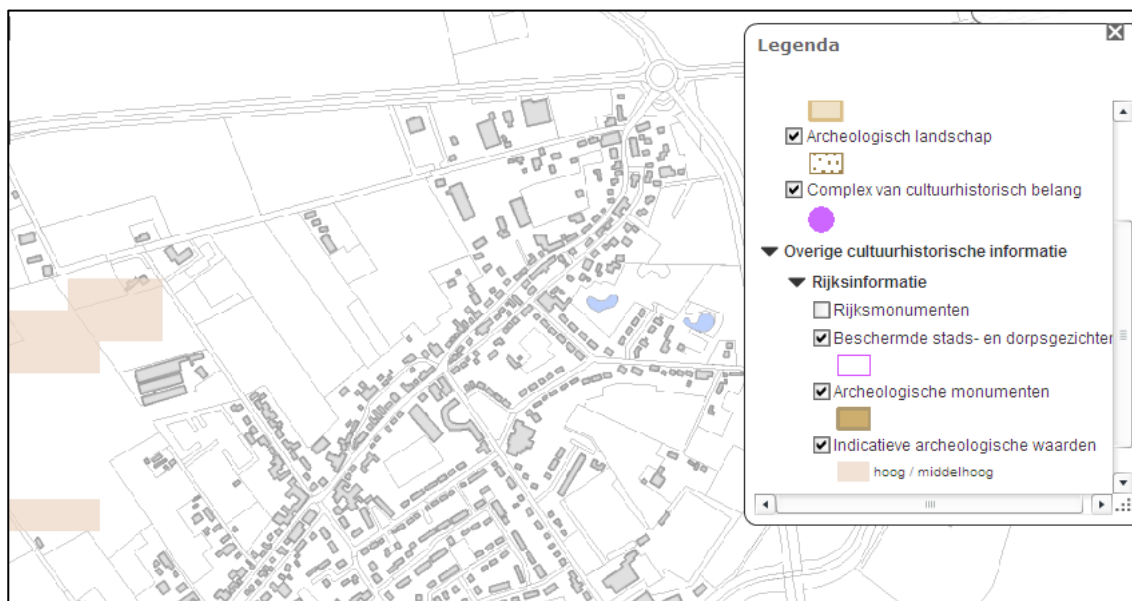 Legenda
Archeologisch landschap
Complex van cultuurhistorisch belang
Overige cultuurhistorische informatie
Rijksinformatie
Rijksmonumenten
Beschermde stads- en dorpsgezichten
Archeologische monumenten
Indicatieve archeologische waarden
hoog / middelhoog